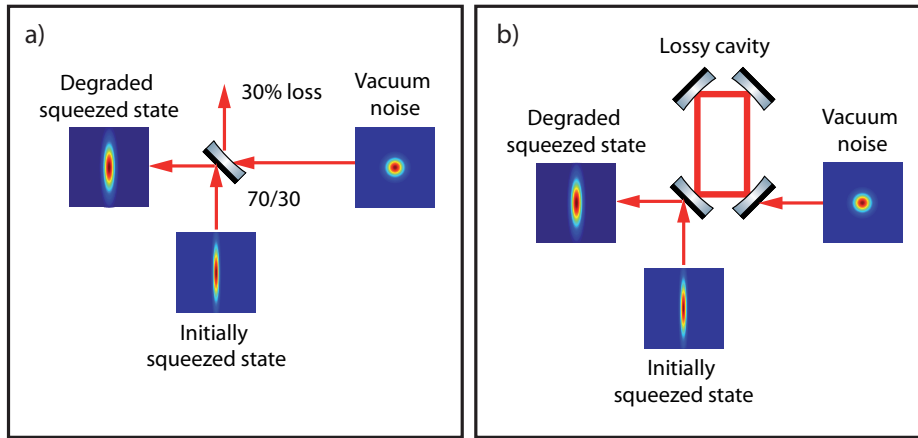 a)
Degraded
squeezed state
30% loss
Vacuum
noise
70/30
Initially
squeezed state
b)
Lossy cavity
Degraded
squeezed state
Vacuum
noise
Initially
squeezed state